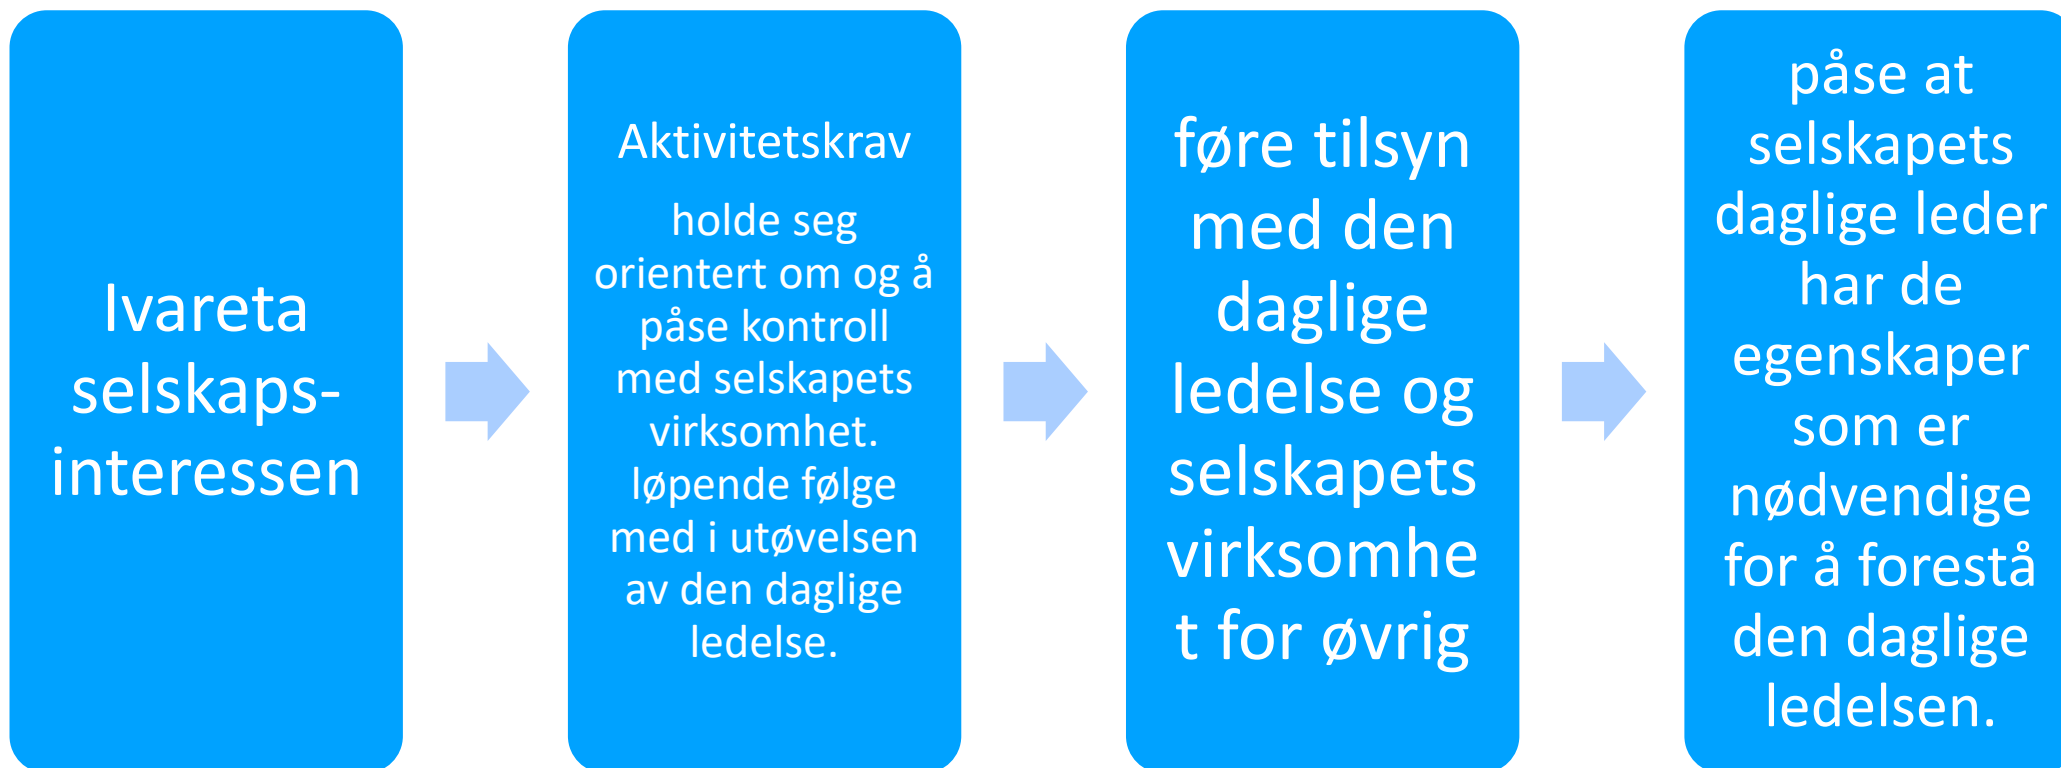 Ivareta
selskaps-
interessen
Aktivitetskrav
holde seg
orientert om og å
påse kontroll
med selskapets
virksomhet.
løpende følge
med i utøvelsen
av den daglige
ledelse.
føre tilsyn
med den
daglige
ledelse og
selskapets
virksomhe
t for øvrig
påse at
selskapets
daglige leder
har de
egenskaper
som er
nødvendige
for å forestå
den daglige
ledelsen.